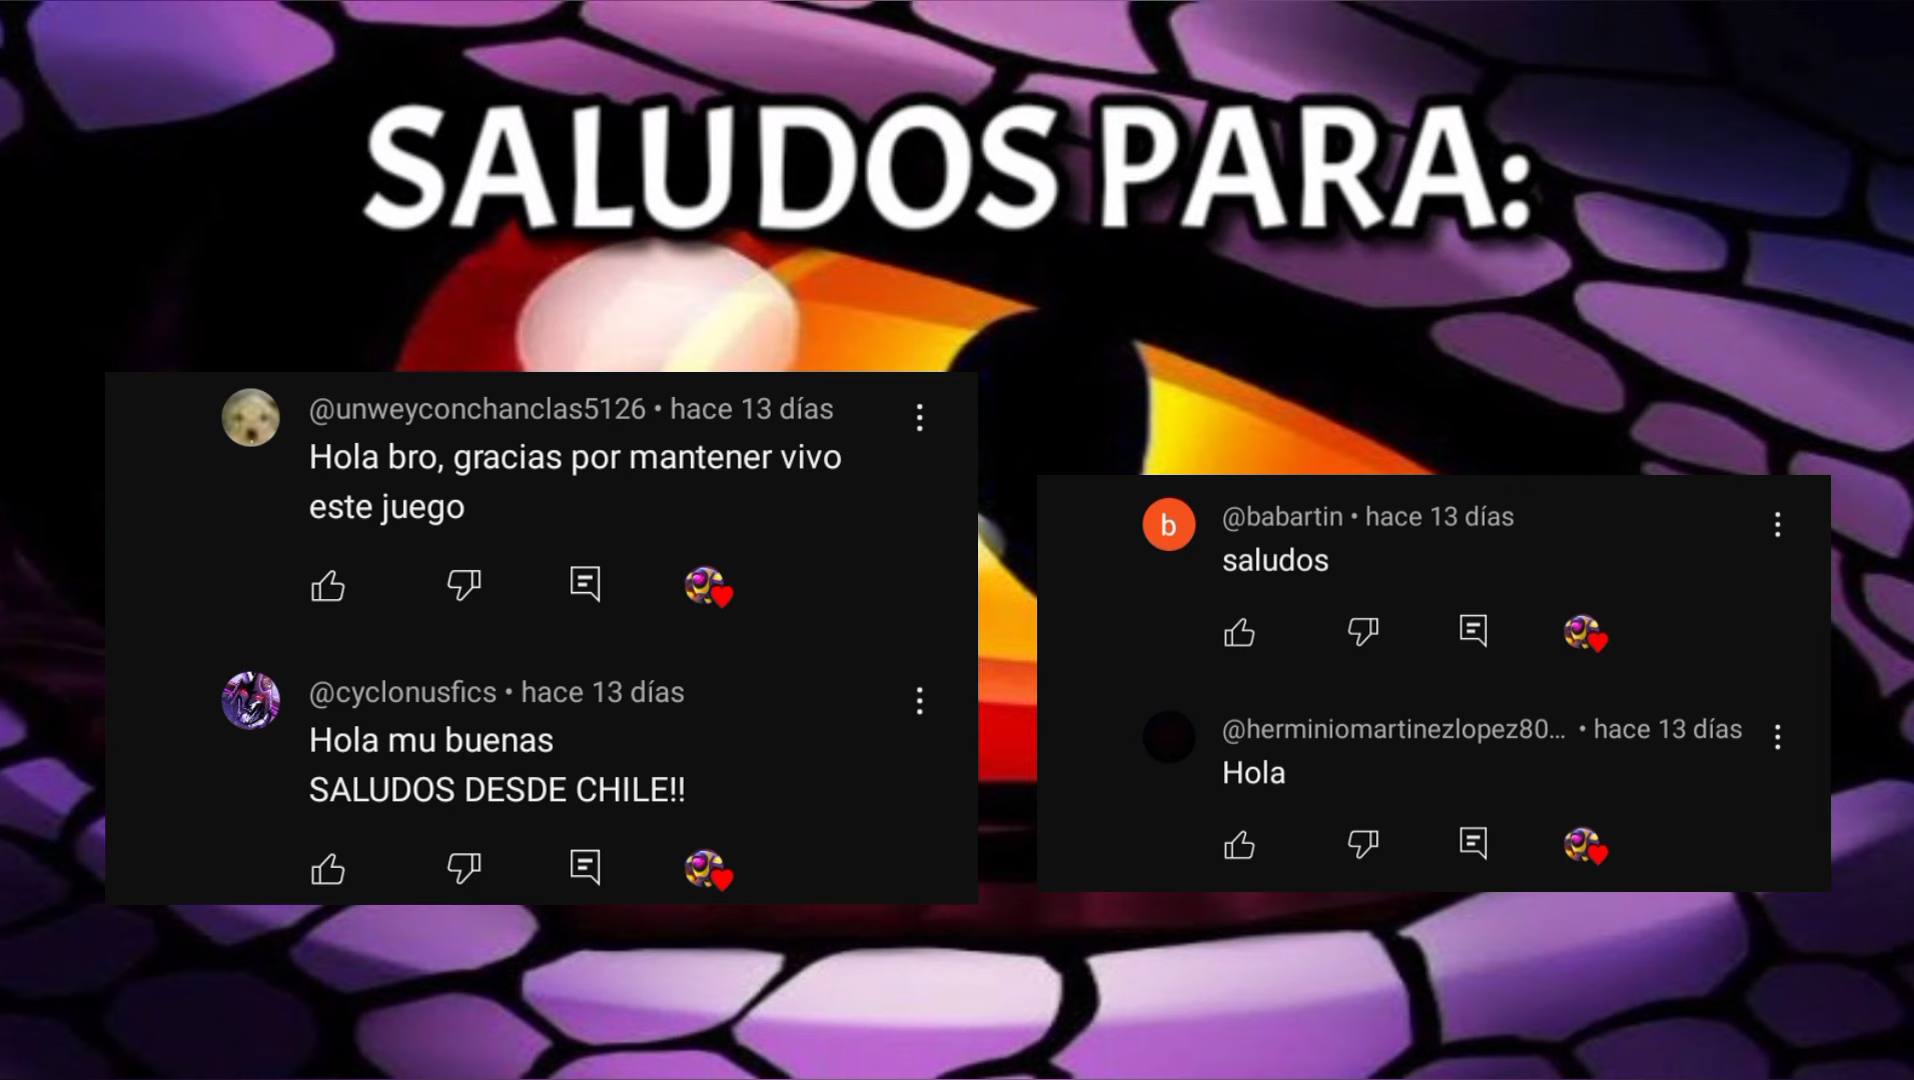 SALUDOS PARA:
@unweyconchanclas5126 • hace 13 días
Hola bro, gracias por mantener vivo
este juego
@cyclonusfics • hace 13 días
Hola mu buenas
SALUDOS DESDE CHILE!!
b
@babartin • hace 13 días
saludos
@herminiomartinezlopez80... • hace 13 días
Hola